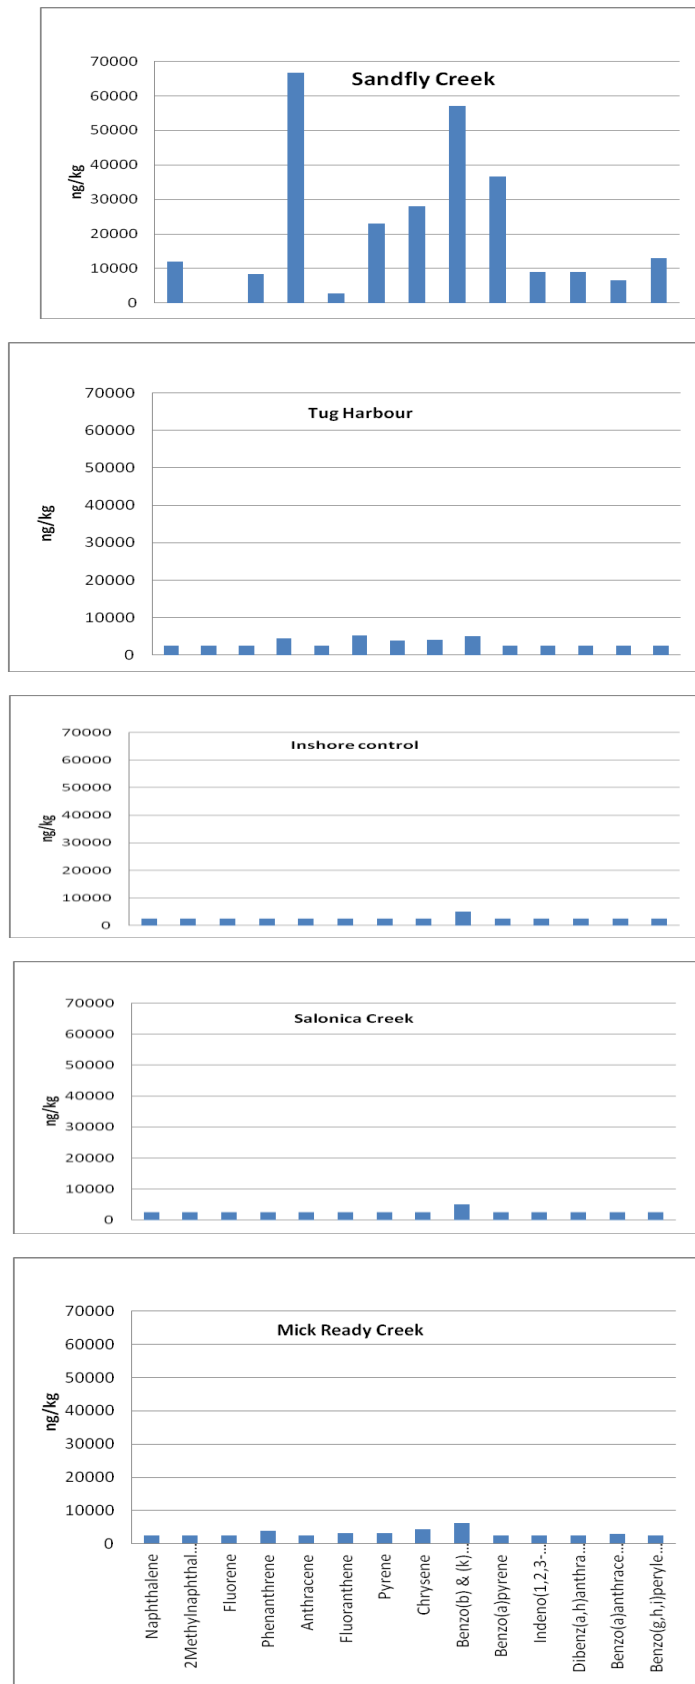 Sandfly Creek
70000
60000
50000
40000
30000
20000
10000
0
ng/kg
Tug Harbour
70000
60000
50000
40000
30000
20000
10000
0
ng/kg
Inshore control
70000
60000
50000
40000
30000
20000
10000
0
ng/kg
Salonica Creek
70000
60000
50000
40000
30000
20000
10000
0
ng/kg
Mick Ready Creek
70000
60000
50000
40000
30000
20000
10000
0
ng/kg
Naphthalene
2Methylnaphthal...
Fluorene
Phenanthrene
Anthracene
Fluoranthene
Pyrene
Chrysene
Benzo(b) & (k)...
Benzo(a)pyrene
Indeno(1,2,3-...
Dibenz(a,h)anthra...
Benzo(a)anthrace...
Benzo(g,h,i)peryle...